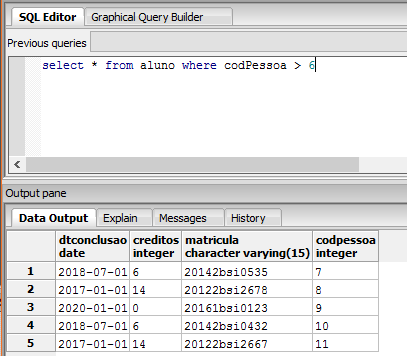 SQL Editor Graphical Query Builder
Previous queries
select * from aluno where codPessoa > 6
Output pane
Data Output Explain Messages History
dtconclusao creditos matricula codpessoa
date integer character varying(15) integer
1 2018-07-01 6 20142bsi0535 7
2 2017-01-01 14 20122bsi2678 8
3 2020-01-01 0 20161bsi0123 9
4 2018-07-01 6 20142bsi0432 10
5 2017-01-01 14 20122bsi2667 11